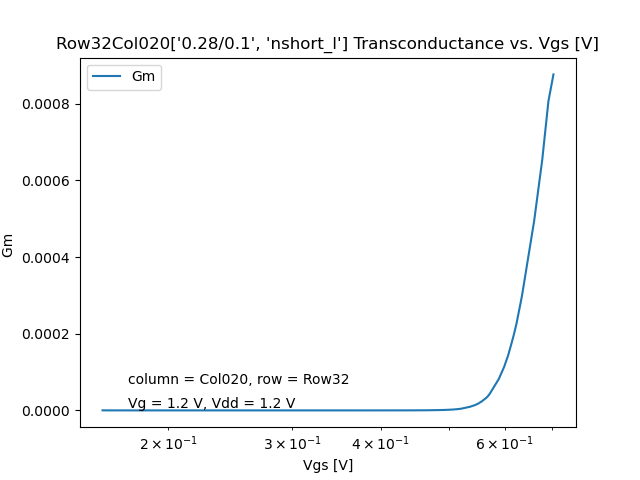 Row32Col020['0.28/0.1', 'nshort_l'] Transconductance vs. Vgs [V]
Gm
0.0008
0.0006
0.0004
0.0002
0.0000
Gm
column = Col020, row = Row32
Vg = 1.2 V, Vdd = 1.2 V
2 × 10⁻¹ 3 × 10⁻¹ 4 × 10⁻¹ 6 × 10⁻¹
Vgs [V]